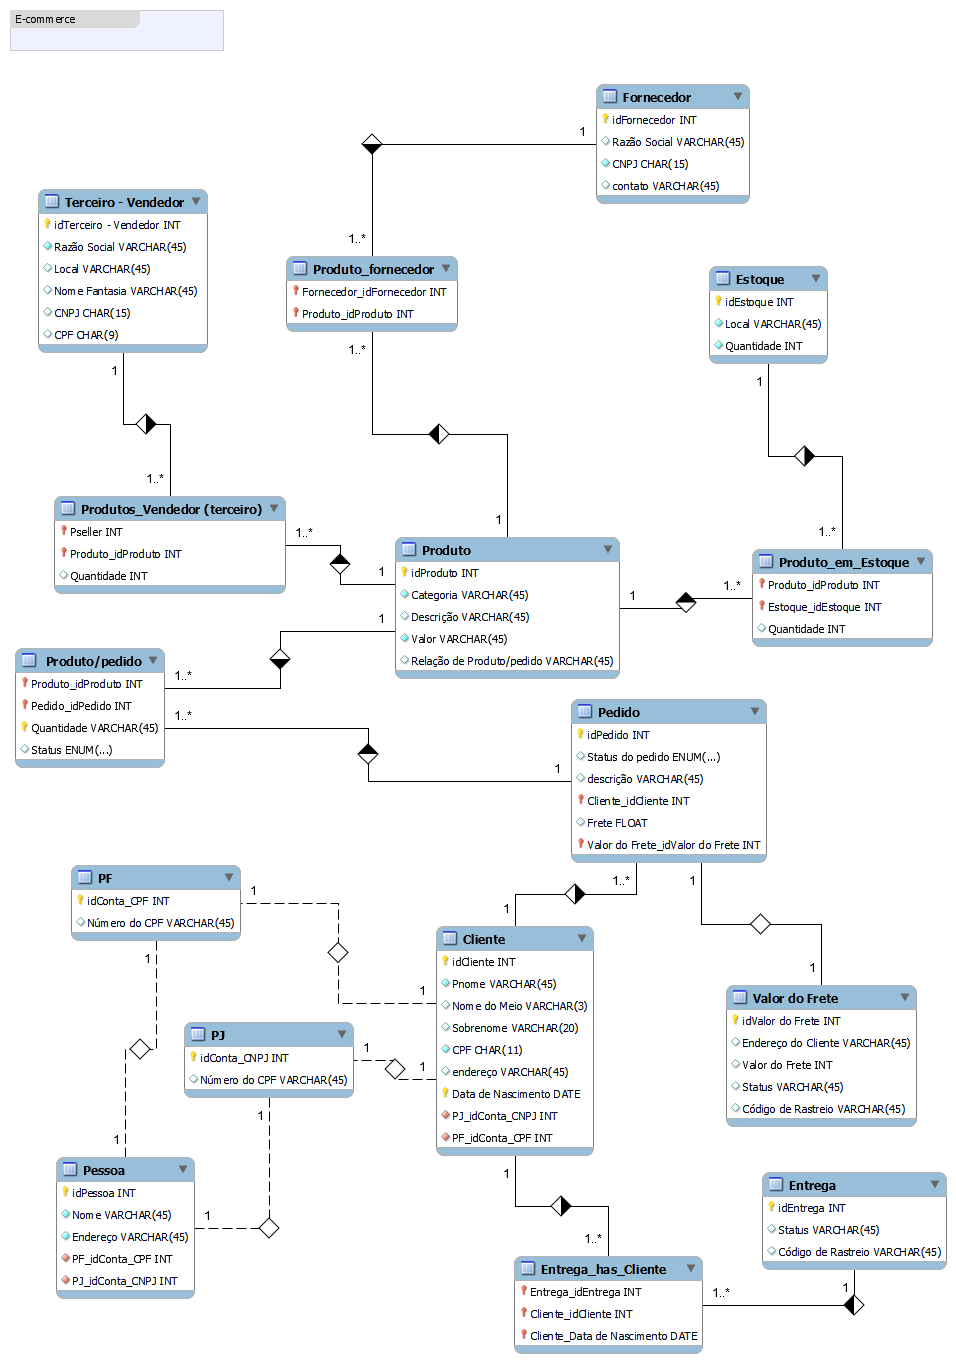 E-commerce
Fornecedor
idFornecedor INT
Razão Social VARCHAR(45)
CNPJ CHAR(15)
contato VARCHAR(45)
1
1..*
Terceiro - Vendedor
idTerceiro - Vendedor INT
Razão Social VARCHAR(45)
Local VARCHAR(45)
Nome Fantasia VARCHAR(45)
CNPJ CHAR(15)
CPF CHAR(9)
Produto_fornecedor
Fornecedor_idFornecedor INT
Produto_idProduto INT
Estoque
idEstoque INT
Local VARCHAR(45)
Quantidade INT
1
1..*
1..*
1
1
1..*
Produtos_Vendedor (terceiro)
Pseller INT
Produto_idProduto INT
Quantidade INT
1..*
1
Produto
idProduto INT
Categoria VARCHAR(45)
Descrição VARCHAR(45)
Valor VARCHAR(45)
Relação de Produto/pedido VARCHAR(45)
1
1..*
Produto_em_Estoque
Produto_idProduto INT
Estoque_idEstoque INT
Quantidade INT
1
1..*
Produto/pedido
Produto_idProduto INT
Pedido_idPedido INT
Quantidade VARCHAR(45)
Status ENUM(...)
1..*
1
Pedido
idPedido INT
Status do pedido ENUM(...)
descrição VARCHAR(45)
Cliente_idCliente INT
Frete FLOAT
Valor do Frete_idValor do Frete INT
1..*
1
1
1
PF
idConta_CPF INT
Número do CPF VARCHAR(45)
1
1
1
1
Cliente
idCliente INT
Pnome VARCHAR(45)
Nome do Meio VARCHAR(3)
Sobrenome VARCHAR(20)
CPF CHAR(11)
endereço VARCHAR(45)
Data de Nascimento DATE
PJ_idConta_CNPJ INT
PF_idConta_CPF INT
Valor do Frete
idValor do Frete INT
Endereço do Cliente VARCHAR(45)
Valor do Frete INT
Status VARCHAR(45)
Código de Rastreio VARCHAR(45)
PJ
idConta_CNPJ INT
Número do CPF VARCHAR(45)
1
1
1
1
Pessoa
idPessoa INT
Nome VARCHAR(45)
Endereço VARCHAR(45)
PF_idConta_CPF INT
PJ_idConta_CNPJ INT
1
1..*
Entrega
idEntrega INT
Status VARCHAR(45)
Código de Rastreio VARCHAR(45)
Entrega_has_Cliente
Entrega_idEntrega INT
Cliente_idCliente INT
Cliente_Data de Nascimento DATE
1..*
1